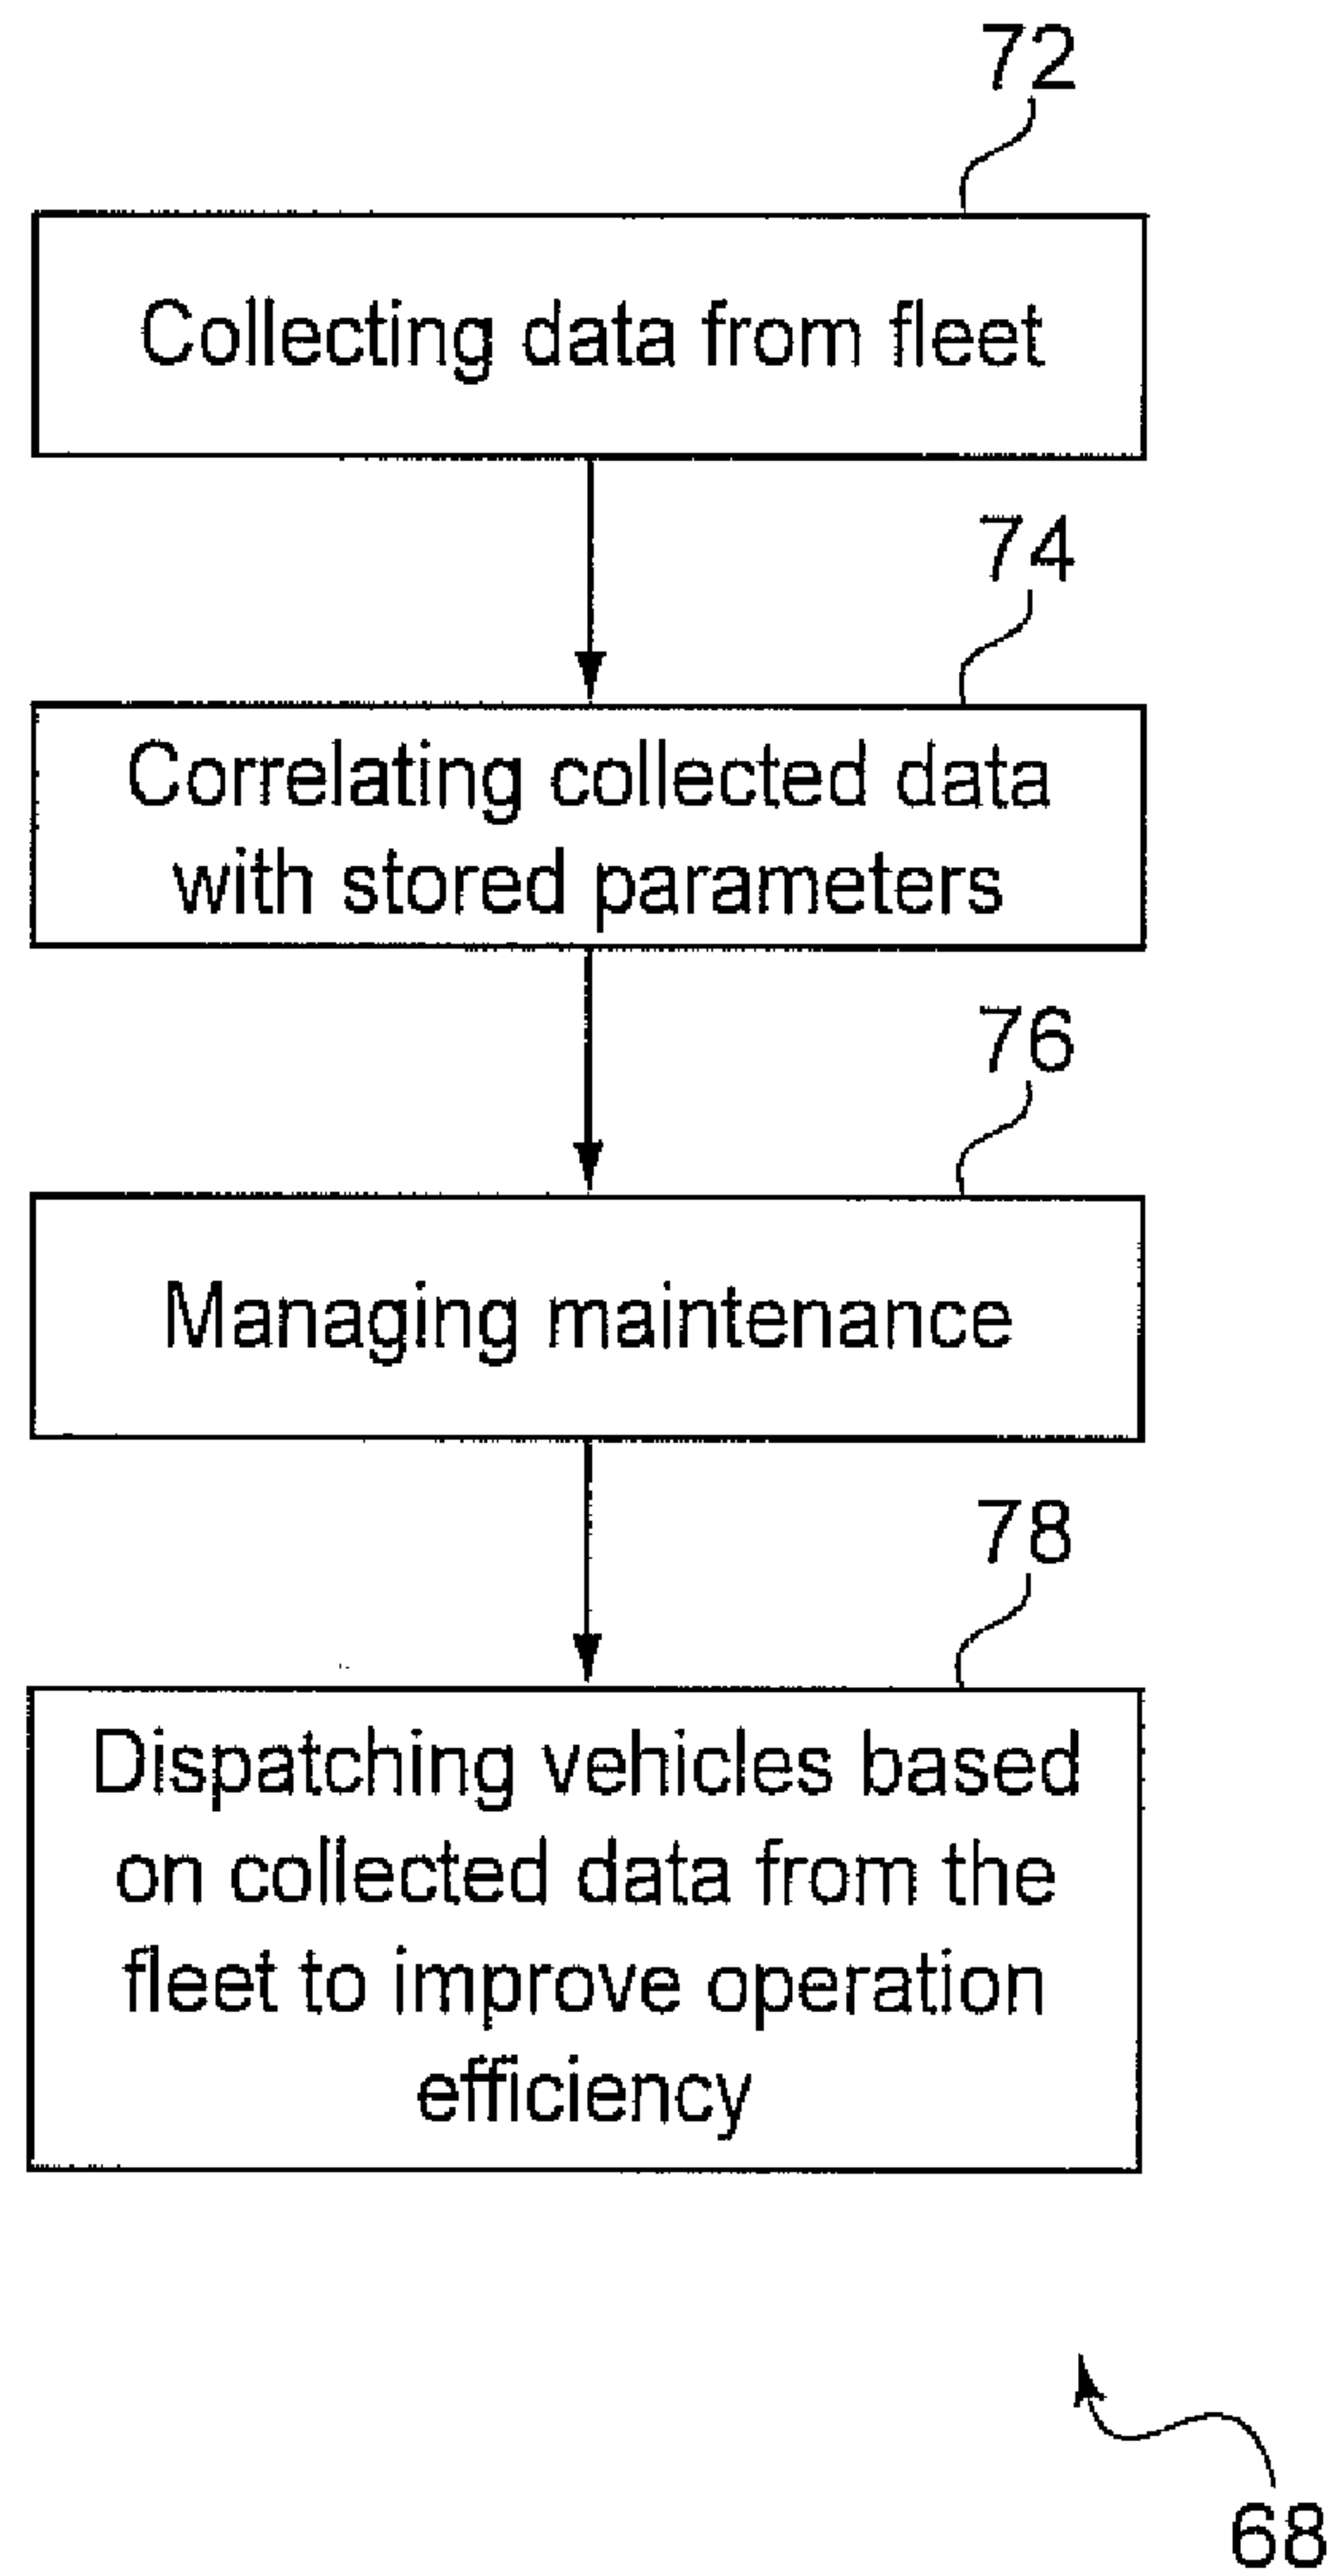 72
Collecting data from fleet
74
Correlating collected data
with stored parameters
76
Managing maintenance
78
Dispatching vehicles based
on collected data from the
fleet to improve operation
efficiency
68